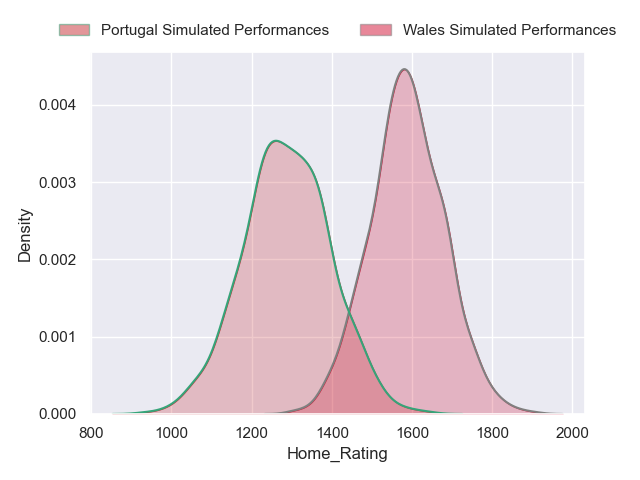 Portugal Simulated Performances Wales Simulated Performances
0.004
0.003
0.002
0.001
0.000
Density
800 1000 1200 1400 1600 1800 2000
Home_Rating